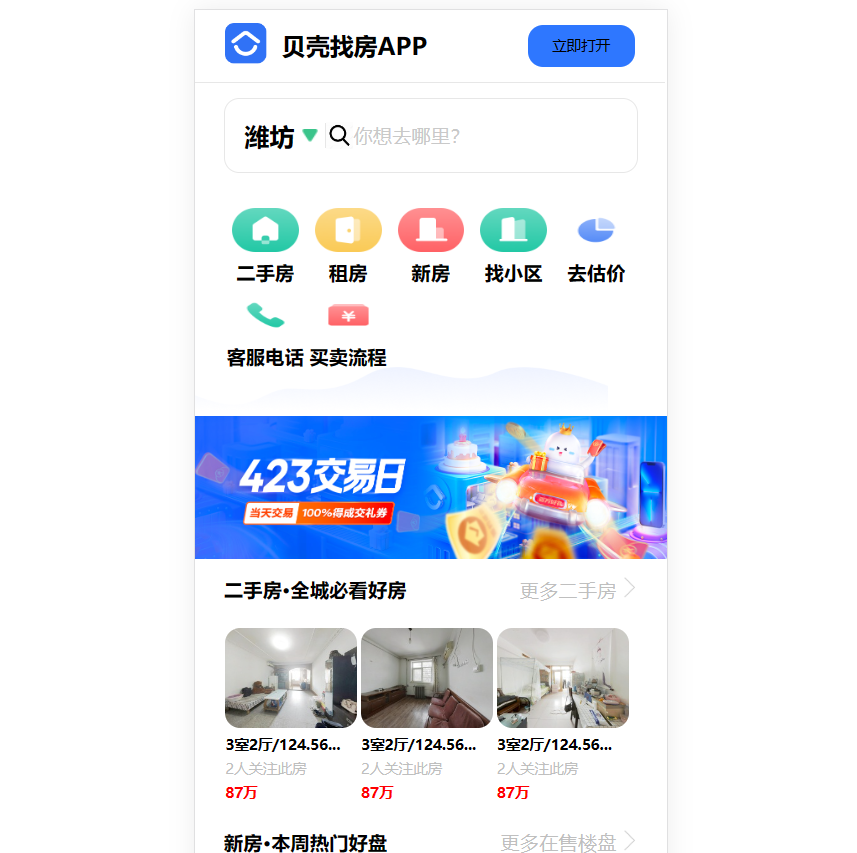 贝壳找房APP
立即打开
潍坊
你想去哪里?
二手房 租房 新房 找小区 去估价
客服电话 买卖流程
423交易日
当天交易 100%得成交礼券
二手房•全城必看好房
更多二手房
3室2厅/124.56... 3室2厅/124.56... 3室2厅/124.56...
2人关注此房 2人关注此房 2人关注此房
87万 87万 87万
新房•本周热门好盘
更多在售楼盘